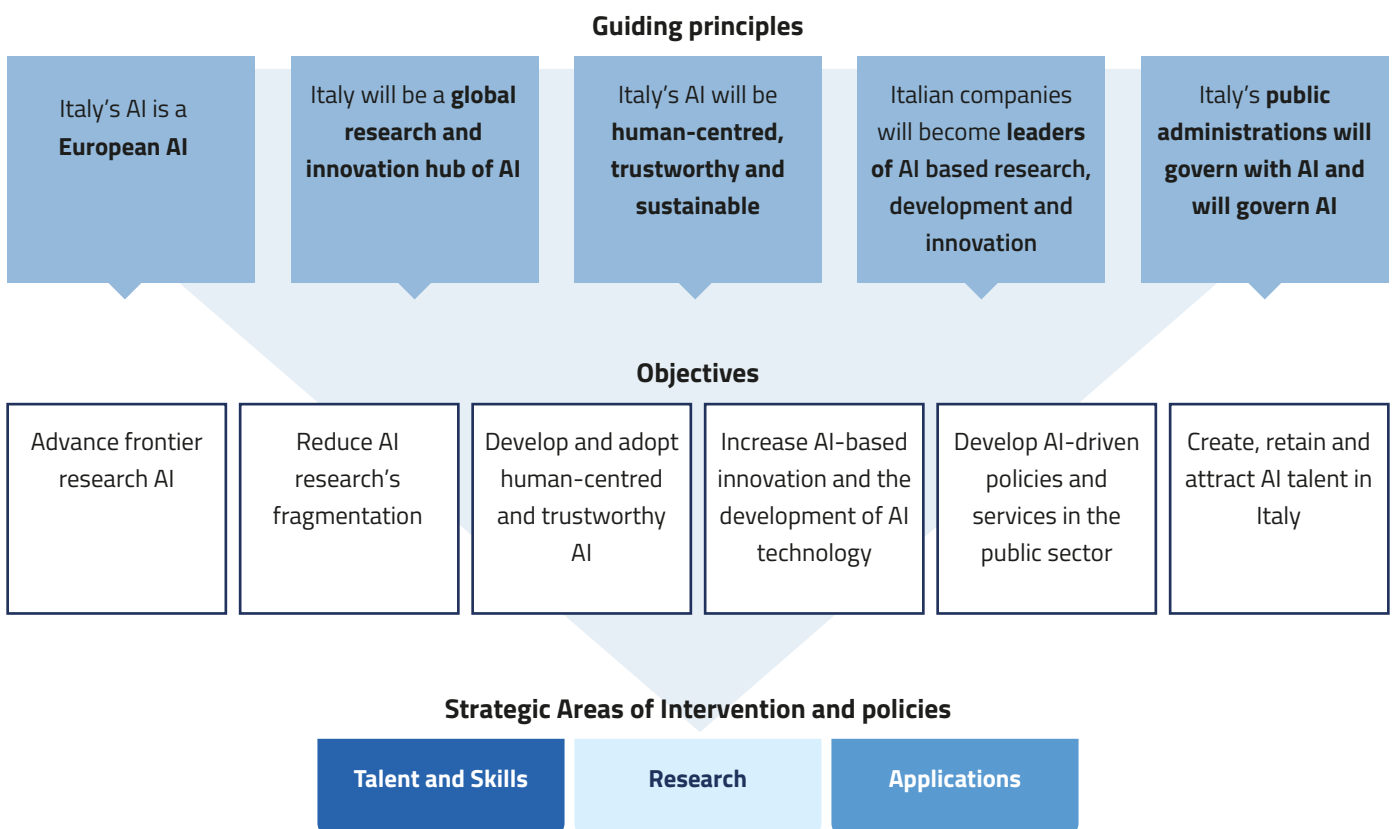 Guiding principles
Italy's AI is a
European AI
Italy will be a global
research and
innovation hub of AI
Italy's AI will be
human-centred,
trustworthy and
sustainable
Italian companies
will become leaders
of AI based research,
development and
innovation
Italy's public
administrations will
govern with AI and
will govern AI
Objectives
Advance frontier
research AI
Reduce AI
research's
fragmentation
Develop and adopt
human-centred
and trustworthy
AI
Increase AI-based
innovation and the
development of AI
technology
Develop AI-driven
policies and
services in the
public sector
Create, retain and
attract AI talent in
Italy
Strategic Areas of Intervention and policies
Talent and Skills
Research
Applications